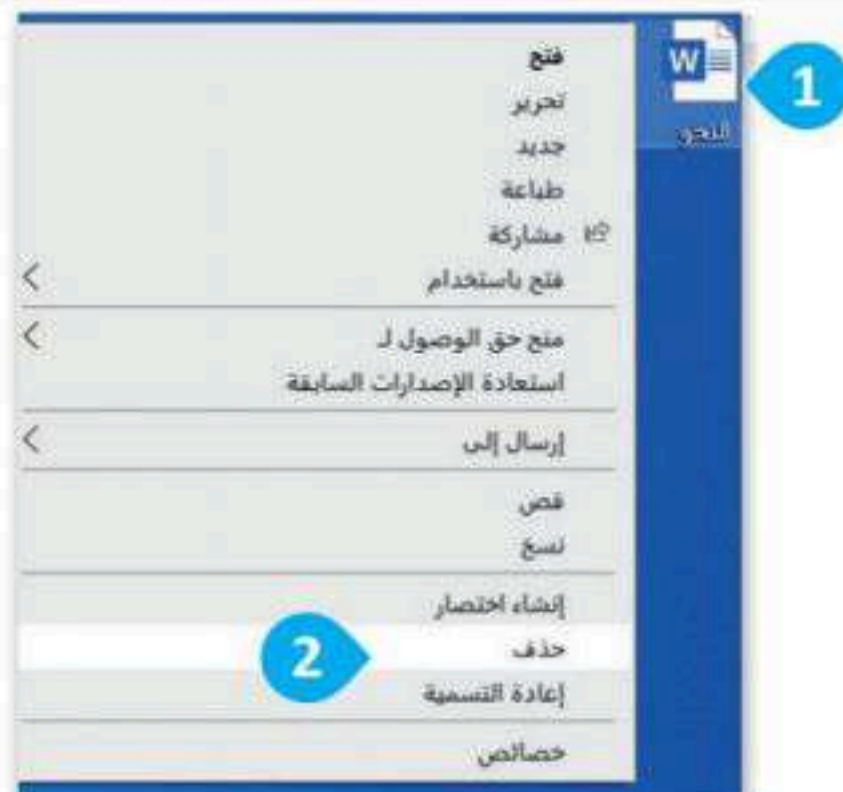 W
النحو
1
فتح
تحرير
جديد
طباعة
مشاركة
فتح باستخدام
منح حق الوصول لـ
استعادة الإصدارات السابقة
إرسال إلى
قص
نسخ
إنشاء اختصار
2
حذف
إعادة التسمية
خصائص